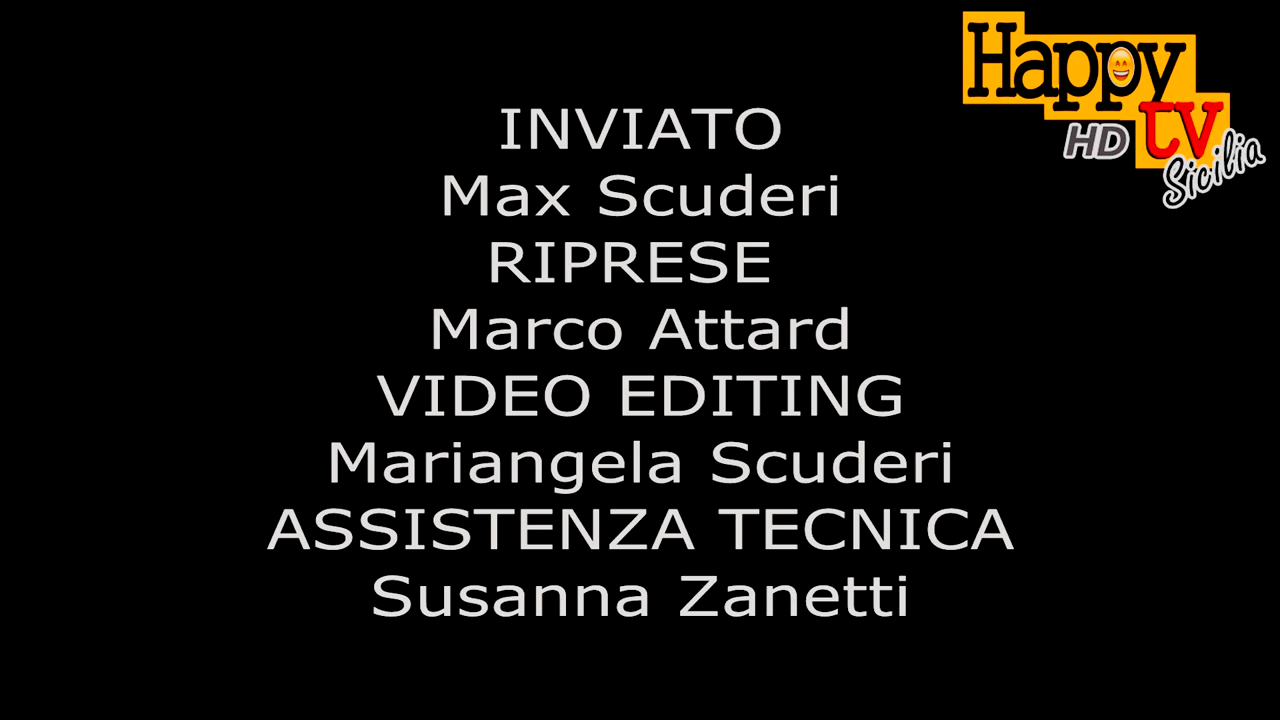 INVIATO
Max Scuderi
RIPRESE
Marco Attard
VIDEO EDITING
Mariangela Scuderi
ASSISTENZA TECNICA
Susanna Zanetti
Happy
HD tv
Sicilia